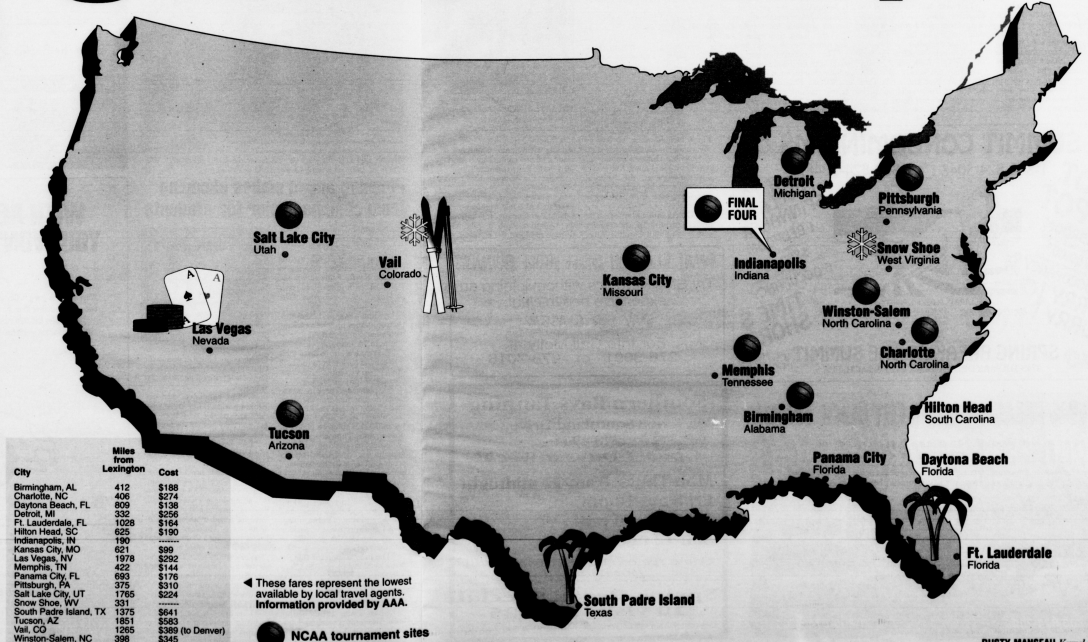 Detroit
Michigan
Pittsburgh
Pennsylvania
FINAL
FOUR
Salt Lake City
Utah
Vail
Colorado
Kansas City
Missouri
Indianapolis
Indiana
Snow Shoe
West Virginia
A
A
Las Vegas
Nevada
Winston-Salem
North Carolina
Charlotte
North Carolina
Memphis
Tennessee
Birmingham
Alabama
Hilton Head
South Carolina
Tucson
Arizona
Panama City
Florida
Daytona Beach
Florida
Ft. Lauderdale
Florida
South Padre Island
Texas
City Miles from Lexington Cost
Birmingham, AL 412 $188
Charlotte, NC 406 $274
Daytona Beach, FL 809 $138
Detroit, MI 332 $256
Ft. Lauderdale, FL 1028 $164
Hilton Head, SC 625 $190
Indianapolis, IN 190 -------
Kansas City, MO 621 $99
Las Vegas, NV 1978 $292
Memphis, TN 422 $144
Panama City, FL 693 $176
Pittsburgh, PA 375 $310
Salt Lake City, UT 1765 $224
Snow Shoe, WV 331 -------
South Padre Island, TX 1375 $641
Tucson, AZ 1851 $583
Vail, CO 1265 $389 (to Denver)
Winston-Salem, NC 398 $345
◀ These fares represent the lowest
available by local travel agents.
Information provided by AAA.
NCAA tournament sites